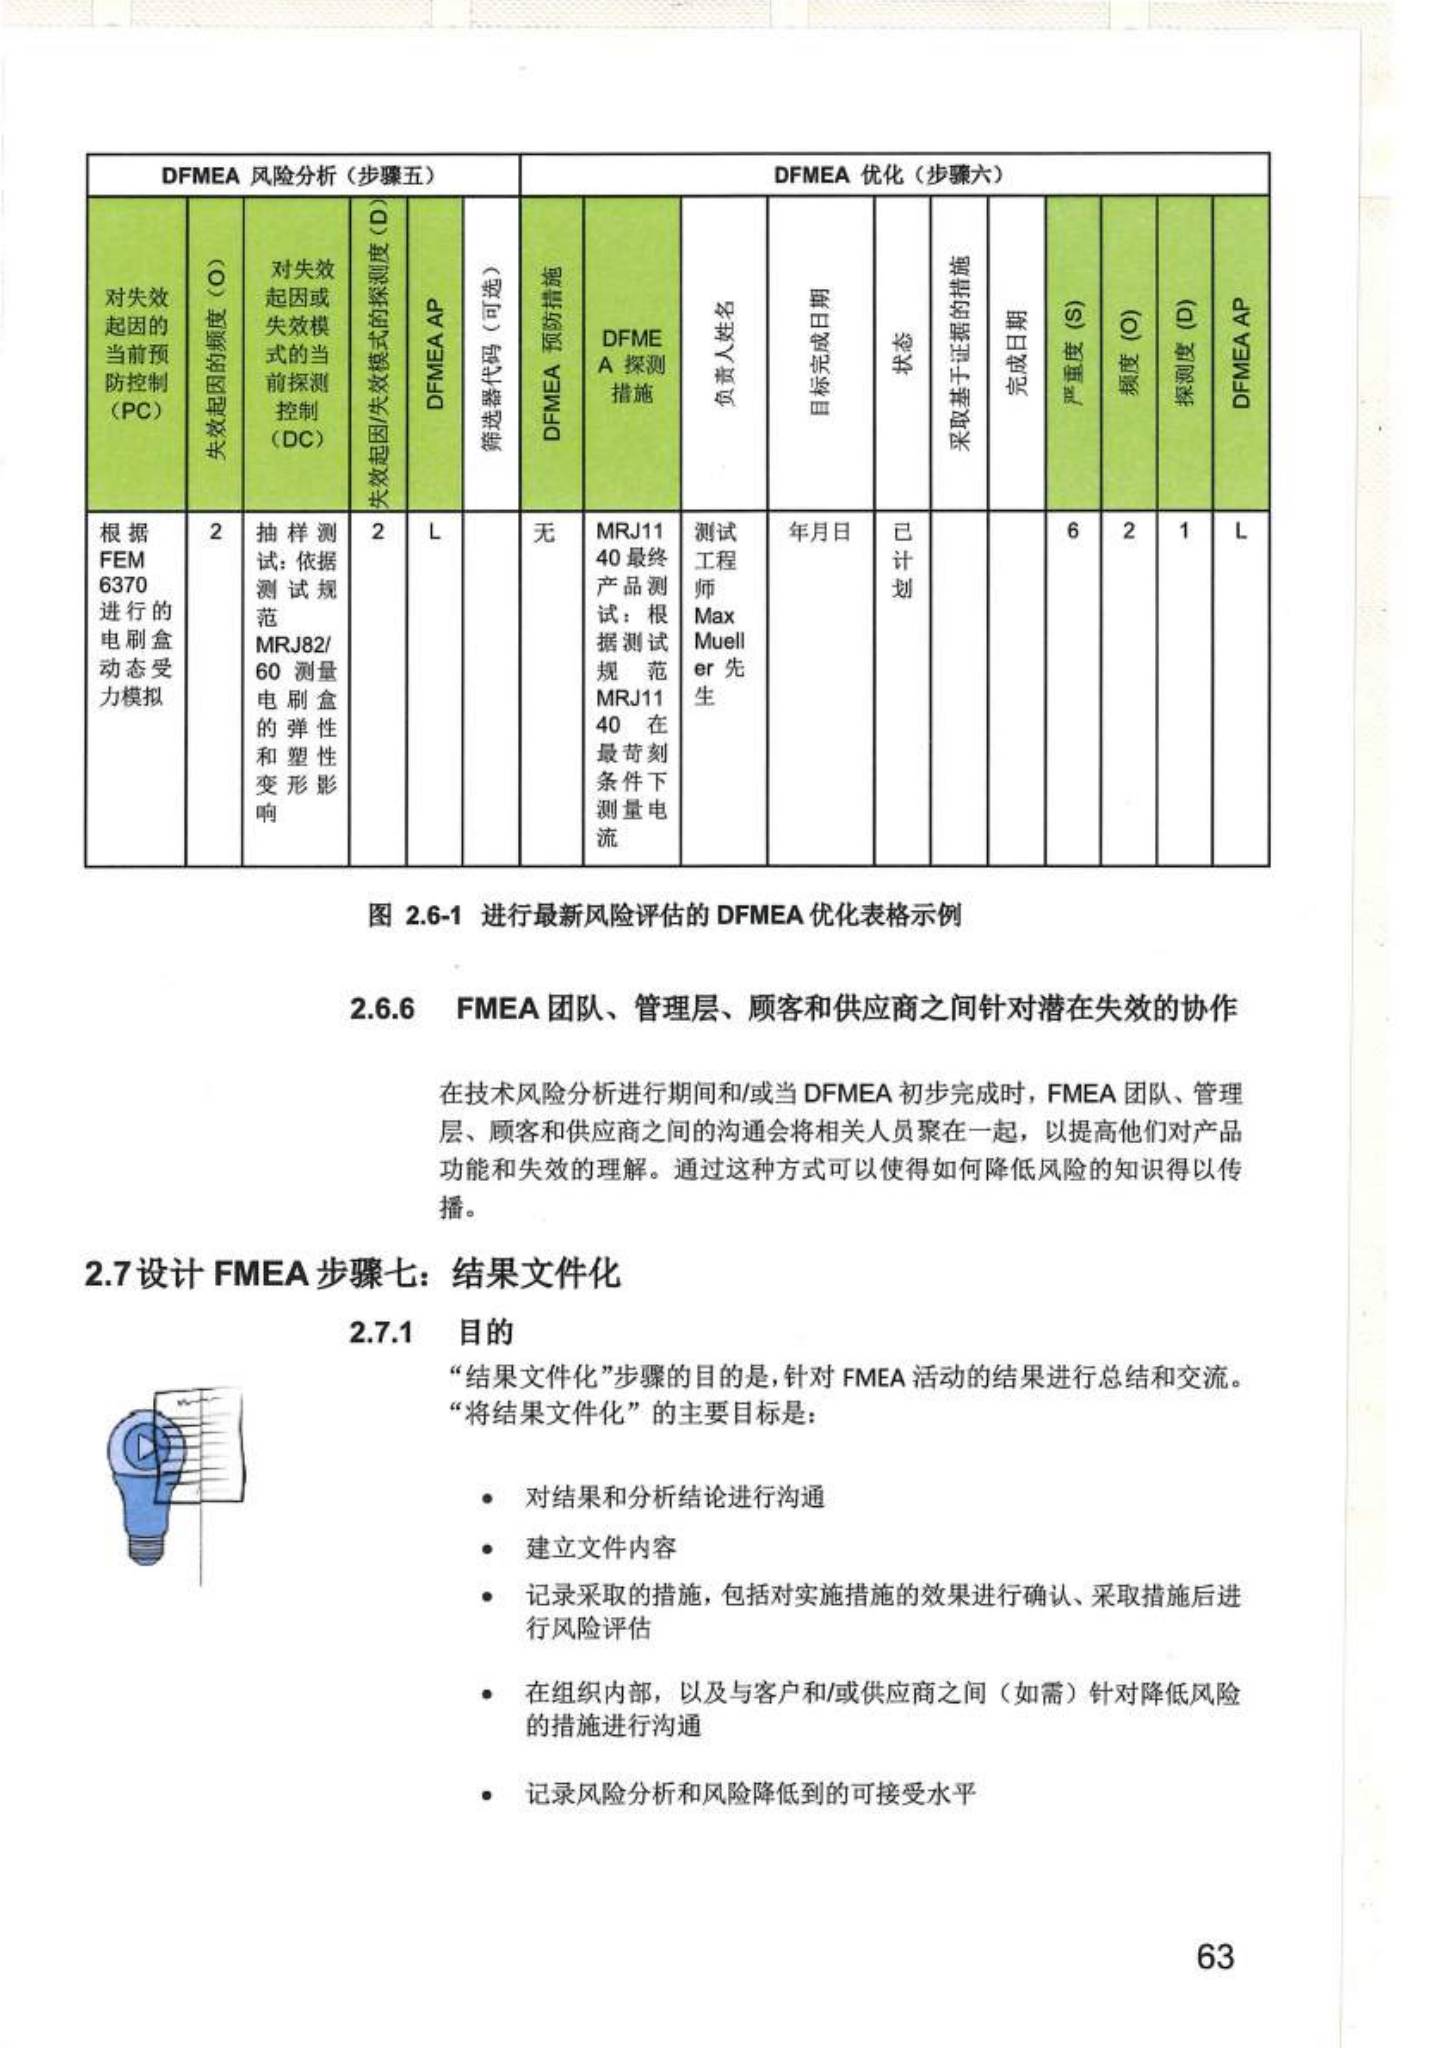 DFMEA 风险分析（步骤五）
DFMEA 优化（步骤六）
对失效
起因的
当前预
防控制
（PC）
失效起因的频度（O）
对失效
起因或
失效模
式的当
前探测
控制
（DC）
失效起因/失效模式的探测度（D）
DFMEA AP
筛选器代码（可选）
DFMEA 预防措施
DFME
A 探测
措施
负责人姓名
目标完成日期
状态
采取基于证据的措施
完成日期
严重度 (S)
频度 (O)
探测度 (D)
DFMEA AP
根据
FEM
6370
进行的
电刷盒
动态受
力模拟
2
抽样测
试：依据
测试规
范
MRJ82/
60 测量
电刷盒
的弹性
和塑性
变形影
响
2
L
无
MRJ11
40 最终
产品测
试：根
据测试
规范
MRJ11
40 在
最苛刻
条件下
测量电
流
测试
工程
师
Max
Muell
er 先
生
年月日
已
计
划
6
2
1
L
图 2.6-1 进行最新风险评估的 DFMEA 优化表格示例
2.6.6 FMEA 团队、管理层、顾客和供应商之间针对潜在失效的协作
在技术风险分析进行期间和/或当 DFMEA 初步完成时，FMEA 团队、管理
层、顾客和供应商之间的沟通会将相关人员聚在一起，以提高他们对产品
功能和失效的理解。通过这种方式可以使得如何降低风险的知识得以传
播。
2.7 设计 FMEA 步骤七：结果文件化
2.7.1 目的
“结果文件化”步骤的目的是，针对 FMEA 活动的结果进行总结和交流。
“将结果文件化”的主要目标是：
• 对结果和分析结论进行沟通
• 建立文件内容
• 记录采取的措施，包括对实施措施的效果进行确认、采取措施后进
行风险评估
• 在组织内部，以及与客户和/或供应商之间（如需）针对降低风险
的措施进行沟通
• 记录风险分析和风险降低到的可接受水平
63